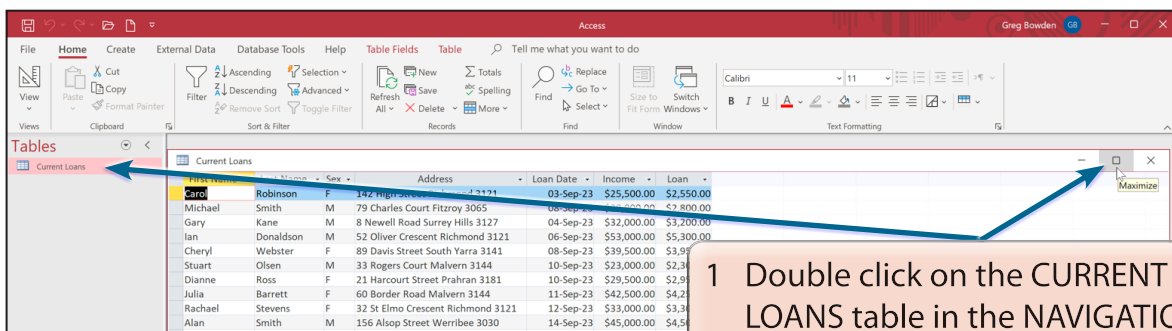 Access
Greg Bowden GB
File Home Create External Data Database Tools Help Table Fields Table Tell me what you want to do
View
Paste
Cut
Copy
Format Painter
Filter
Ascending
Descending
Remove Sort
Selection
Advanced
Toggle Filter
Refresh All
New
Save
Delete
Totals
Spelling
More
Find
Replace
Go To
Select
Size to Fit Form
Switch Windows
Calibri 11
B I U A
Views Clipboard Sort & Filter Records Find Window Text Formatting
Tables
Current Loans
Current Loans
Maximize
First Name Last Name Sex Address Loan Date Income Loan
Carol Robinson F 142 High Street Richmond 3121 03-Sep-23 $25,500.00 $2,550.00
Michael Smith M 79 Charles Court Fitzroy 3065 $2,800.00
Gary Kane M 8 Newell Road Surrey Hills 3127 04-Sep-23 $32,000.00 $3,200.00
Ian Donaldson M 52 Oliver Crescent Richmond 3121 06-Sep-23 $53,000.00 $5,300.00
Cheryl Webster F 89 Davis Street South Yarra 3141 08-Sep-23 $39,500.00
Stuart Olsen M 33 Rogers Court Malvern 3144 10-Sep-23 $23,000.00
Dianne Ross F 21 Harcourt Street Prahran 3181 10-Sep-23 $29,500.00
Julia Barrett F 60 Border Road Malvern 3144 11-Sep-23 $42,500.00
Rachael Stevens F 32 St Elmo Crescent Richmond 3121 12-Sep-23 $33,000.00
Alan Smith M 156 Alsop Street Werribee 3030 14-Sep-23 $45,000.00
1 Double click on the CURRENT
LOANS table in the NAVIGATIO